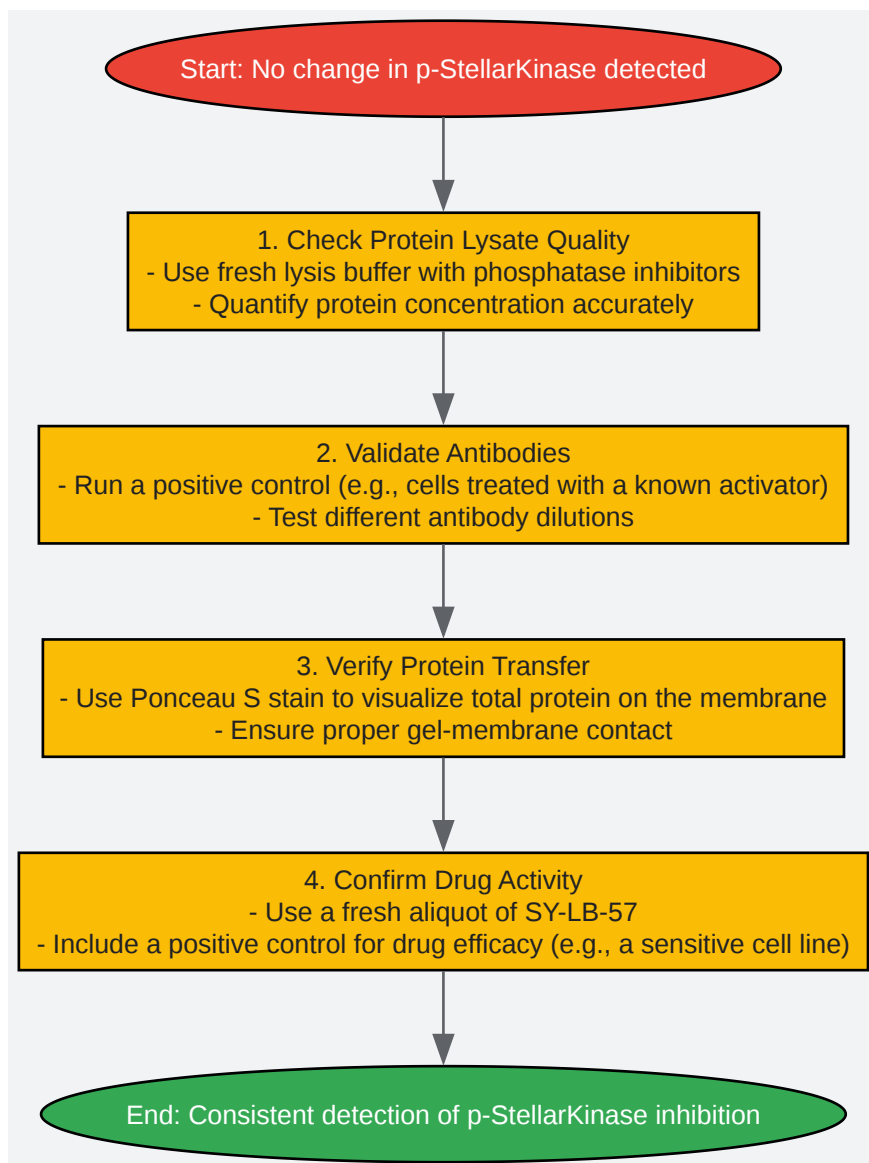 Start: No change in p-StellarKinase detected
1. Check Protein Lysate Quality
- Use fresh lysis buffer with phosphatase inhibitors
- Quantify protein concentration accurately
2. Validate Antibodies
- Run a positive control (e.g., cells treated with a known activator)
- Test different antibody dilutions
3. Verify Protein Transfer
- Use Ponceau S stain to visualize total protein on the membrane
- Ensure proper gel-membrane contact
4. Confirm Drug Activity
- Use a fresh aliquot of SY-LB-57
- Include a positive control for drug efficacy (e.g., a sensitive cell line)
End: Consistent detection of p-StellarKinase inhibition